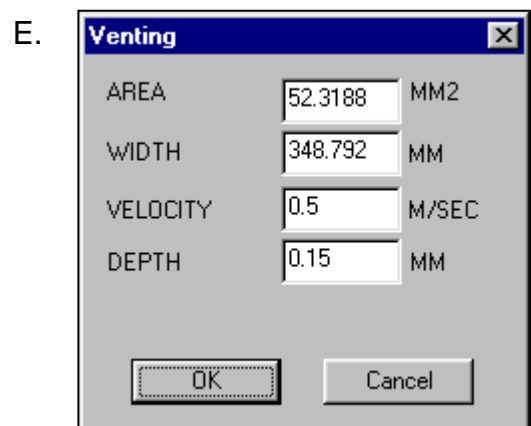 E.
Venting
AREA 52.3188 MM2
WIDTH 348.792 MM
VELOCITY 0.5 M/SEC
DEPTH 0.15 MM
OK Cancel